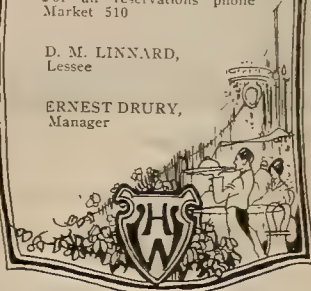 For all reservations phone
Market 510
D. M. LINNARD,
Lessee
ERNEST DRURY,
Manager
H
W